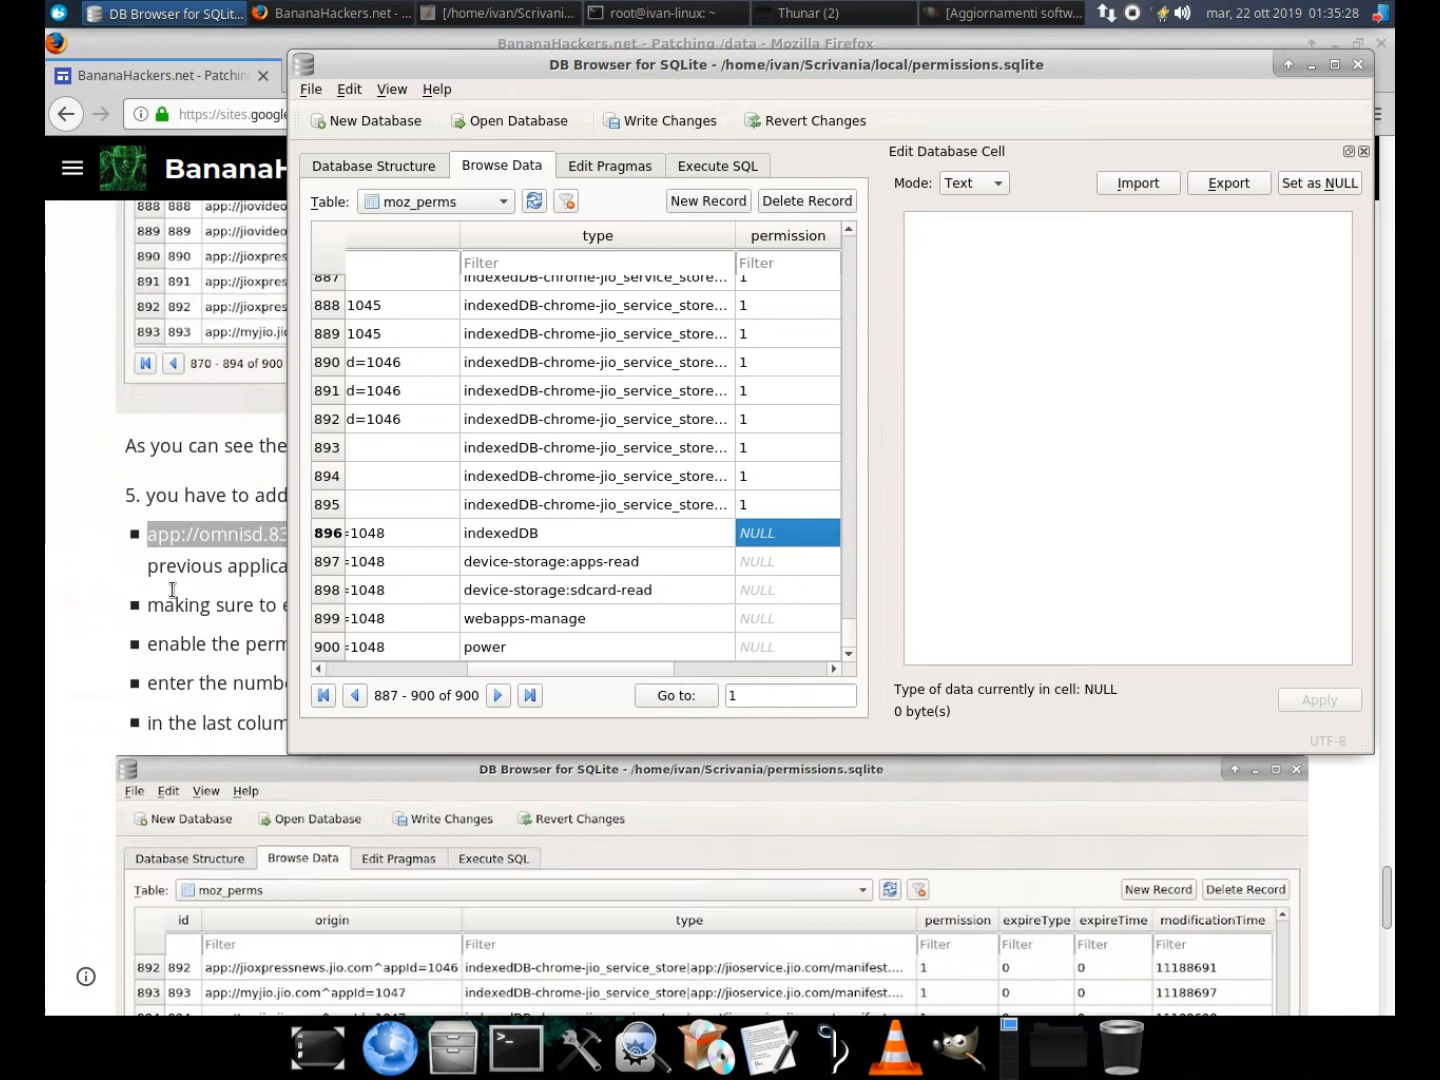 DB Browser for SQLit...
BananaHackers.net - ...
[/home/ivan/Scrivani...
root@ivan-linux: ~
Thunar (2)
[Aggiornamenti softw...
mar, 22 ott 2019
01:35:28
BananaHackers.net - Patching /data - Mozilla Firefox
BananaHackers.net - Patchin
https://sites.google
BananaH
DB Browser for SQLite - /home/ivan/Scrivania/local/permissions.sqlite
File Edit View Help
New Database Open Database Write Changes Revert Changes
Database Structure Browse Data Edit Pragmas Execute SQL
Table: moz_perms New Record Delete Record
type permission
Filter Filter
887 indexedDB-chrome-jio_service_store... 1
888 1045 indexedDB-chrome-jio_service_store... 1
889 1045 indexedDB-chrome-jio_service_store... 1
890 d=1046 indexedDB-chrome-jio_service_store... 1
891 d=1046 indexedDB-chrome-jio_service_store... 1
892 d=1046 indexedDB-chrome-jio_service_store... 1
893 indexedDB-chrome-jio_service_store... 1
894 indexedDB-chrome-jio_service_store... 1
895 indexedDB-chrome-jio_service_store... 1
896 =1048 indexedDB NULL
897 =1048 device-storage:apps-read NULL
898 =1048 device-storage:sdcard-read NULL
899 =1048 webapps-manage NULL
900 =1048 power NULL
887 - 900 of 900 Go to: 1
Edit Database Cell
Mode: Text Import Export Set as NULL
Type of data currently in cell: NULL
0 byte(s)
Apply
UTF-8
888 888 app://jiovideo
889 889 app://jiovideo
890 890 app://jioxpres
891 891 app://jioxpres
892 892 app://jioxpres
893 893 app://myjio.ji
870 - 894 of 900
As you can see the
5. you have to add
app://omnisd.83
previous applica
making sure to e
enable the perm
enter the numb
in the last colum
DB Browser for SQLite - /home/ivan/Scrivania/permissions.sqlite
File Edit View Help
New Database Open Database Write Changes Revert Changes
Database Structure Browse Data Edit Pragmas Execute SQL
Table: moz_perms New Record Delete Record
id origin type permission expireType expireTime modificationTime
Filter Filter Filter Filter Filter Filter
892 892 app://jioxpressnews.jio.com^appId=1046 indexedDB-chrome-jio_service_store|app://jioservice.jio.com/manifest.... 1 0 0 11188691
893 893 app://myjio.jio.com^appId=1047 indexedDB-chrome-jio_service_store|app://jioservice.jio.com/manifest.... 1 0 0 11188697